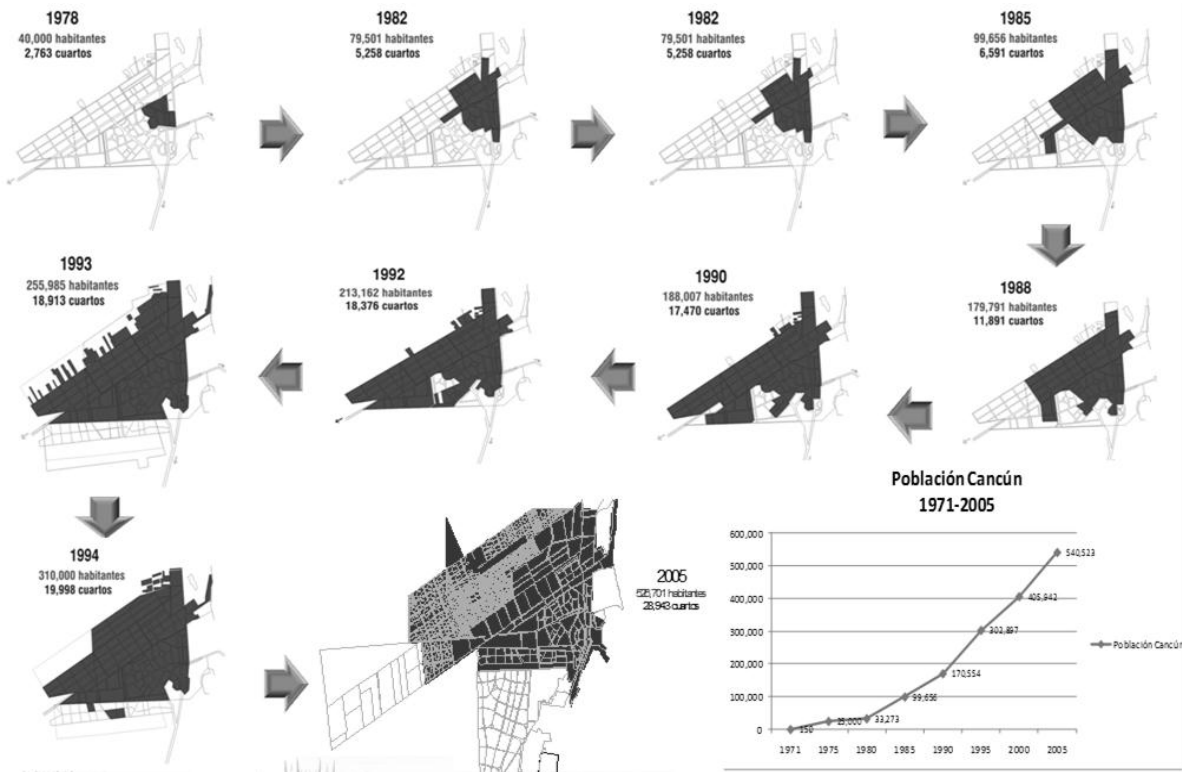 1978
40,000 habitantes
2,763 cuartos
1982
79,501 habitantes
5,258 cuartos
1982
79,501 habitantes
5,258 cuartos
1985
99,656 habitantes
6,591 cuartos
1988
179,791 habitantes
11,891 cuartos
1990
188,007 habitantes
17,470 cuartos
1992
213,162 habitantes
18,376 cuartos
1993
255,985 habitantes
18,913 cuartos
1994
310,000 habitantes
19,998 cuartos
2005
526,701 habitantes
28,943 cuartos
Población Cancún
1971-2005
600,000
500,000
400,000
300,000
200,000
100,000
0
150
25,000
33,273
99,656
170,554
302,897
405,942
540,523
Población Cancún
1971 1975 1980 1985 1990 1995 2000 2005